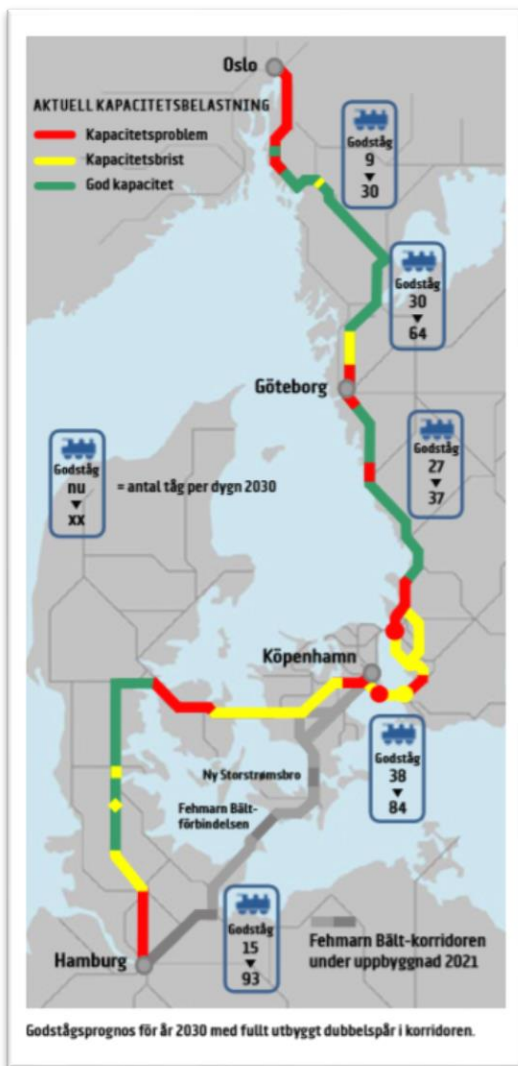 Oslo
AKTUELL KAPACITETSBELASTNING
Kapacitetsproblem
Kapacitetsbrist
God kapacitet
Godståg
9
30
Godståg
30
64
Göteborg
Godståg
27
37
Godståg
nu
xx
= antal tåg per dygn 2030
Köpenhamn
Godståg
38
84
Ny Storstrømsbro
Fehmarn Bält-
förbindelsen
Godståg
15
93
Hamburg
Fehmarn Bält-korridoren
under uppbyggnad 2021
Godstågsprognos för år 2030 med fullt utbyggt dubbelspår i korridoren.